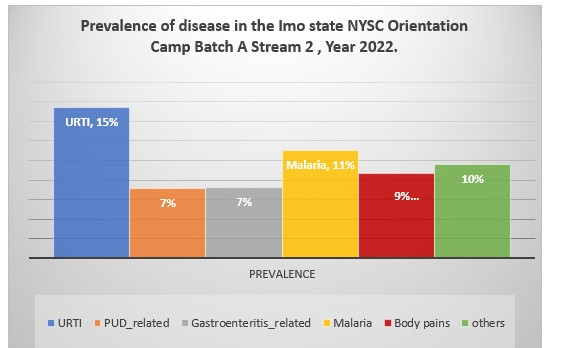 Prevalence of disease in the Imo state NYSC Orientation
Camp Batch A Stream 2 , Year 2022.
URTI, 15%
7%
7%
Malaria, 11%
9%...
10%
PREVALENCE
URTI PUD_related Gastroenteritis_related Malaria Body pains others